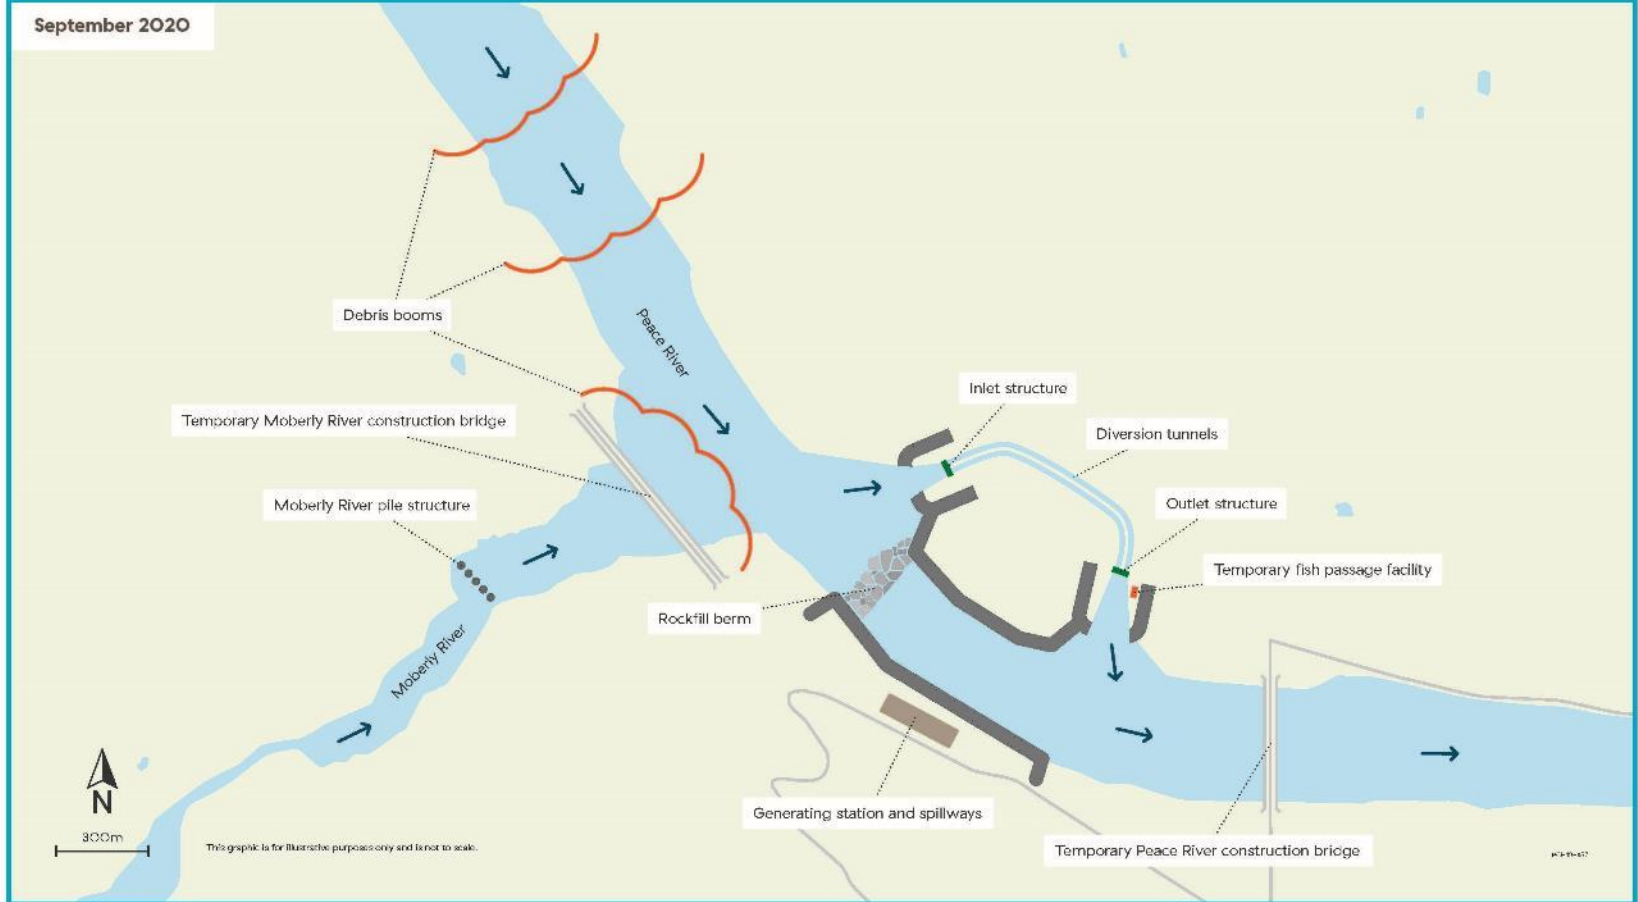 September 2020
Peace River
Debris booms
Inlet structure
Temporary Moberly River construction bridge
Diversion tunnels
Moberly River pile structure
Outlet structure
Temporary fish passage facility
Rockfill berm
Moberly River
N
300m
Generating station and spillways
This graphic is for illustrative purposes only and is not to scale.
Temporary Peace River construction bridge